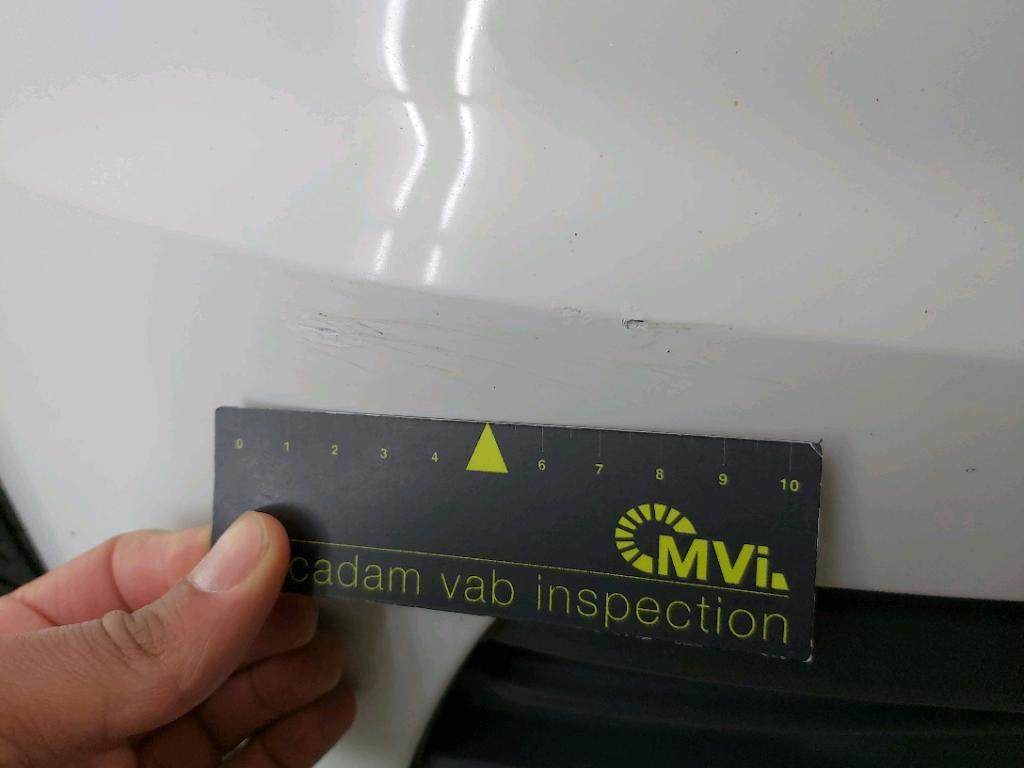 0 1 2 3 4 6 7 8 9 10
MVi.
cadam vab inspection